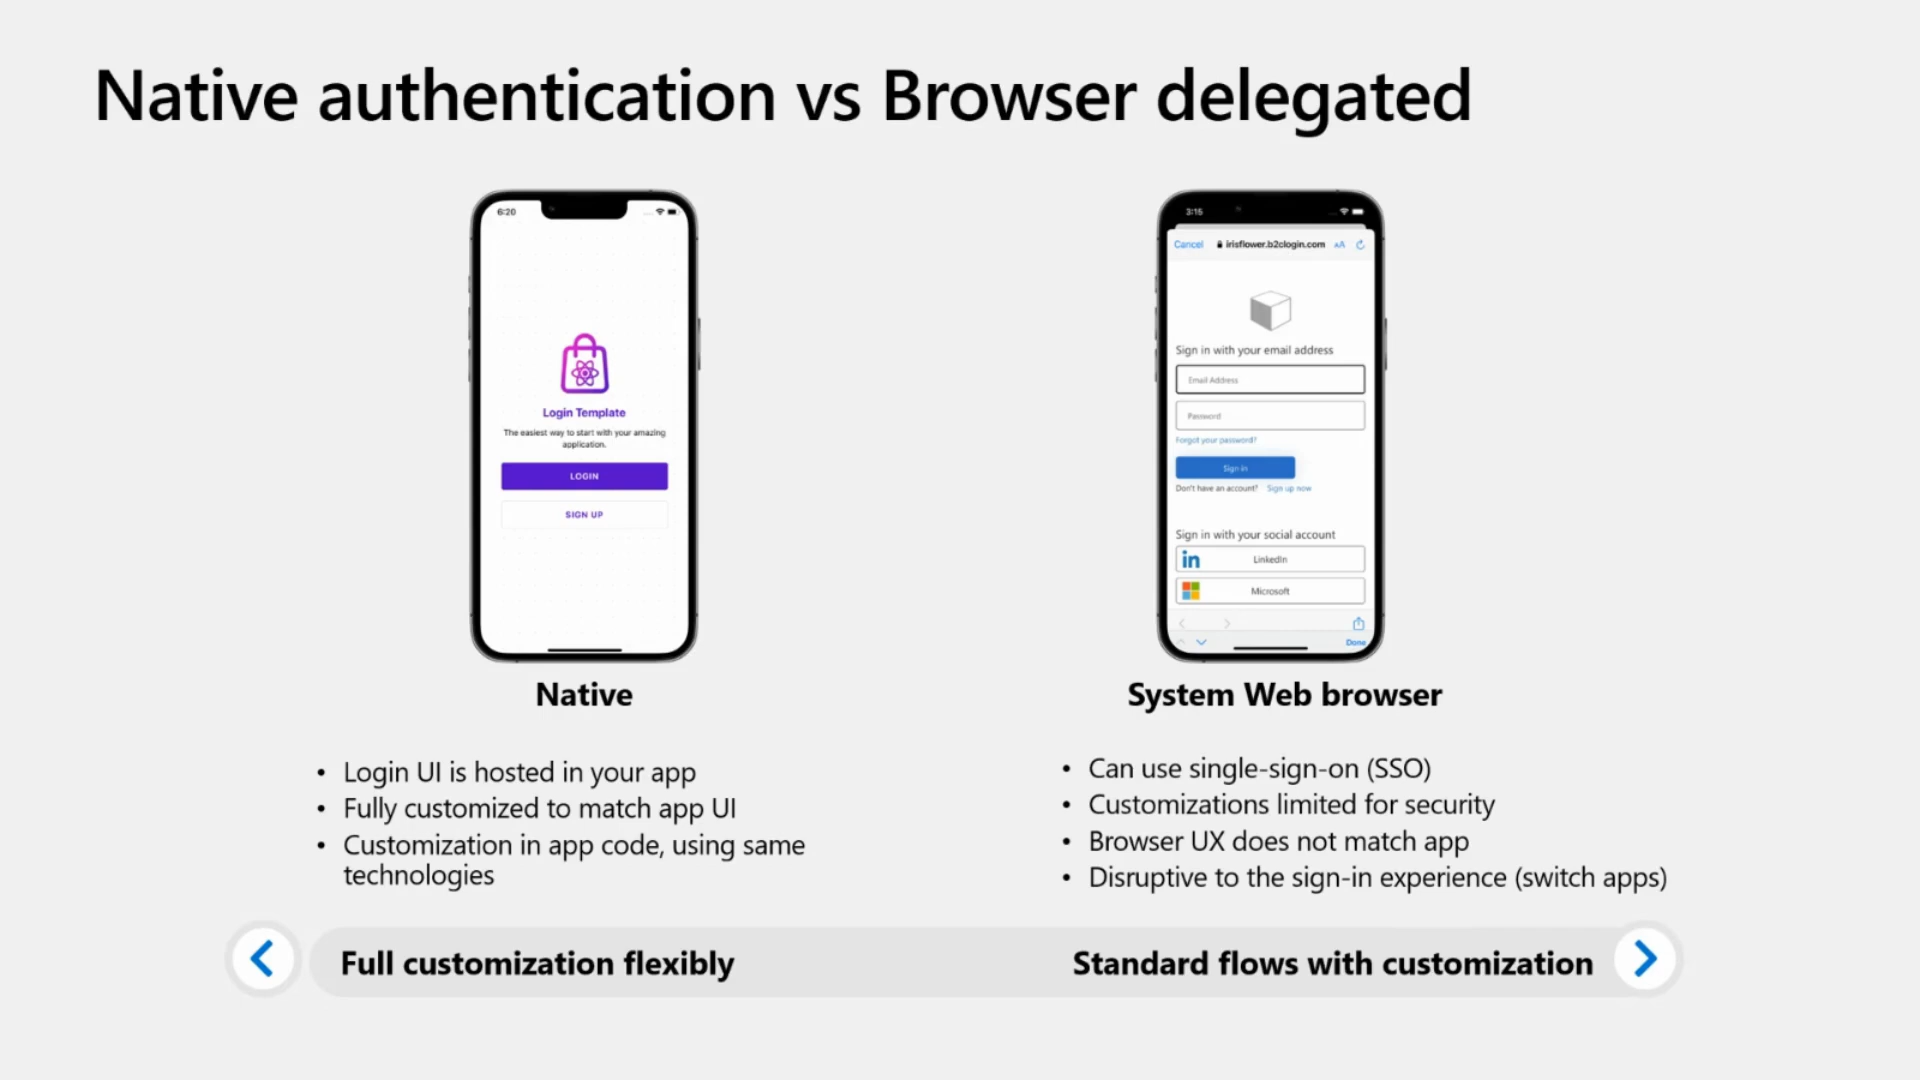 Native authentication vs Browser delegated
6:20
Login Template
The easiest way to start with your amazing
application.
LOGIN
SIGN UP
Native
• Login UI is hosted in your app
• Fully customized to match app UI
• Customization in app code, using same
technologies
3:15
Cancel irisflower.b2clogin.com AA
Sign in with your email address
Email Address
Password
Forgot your password?
Sign in
Don't have an account? Sign up now
Sign in with your social account
in LinkedIn
Microsoft
Done
System Web browser
• Can use single-sign-on (SSO)
• Customizations limited for security
• Browser UX does not match app
• Disruptive to the sign-in experience (switch apps)
Full customization flexibly
Standard flows with customization